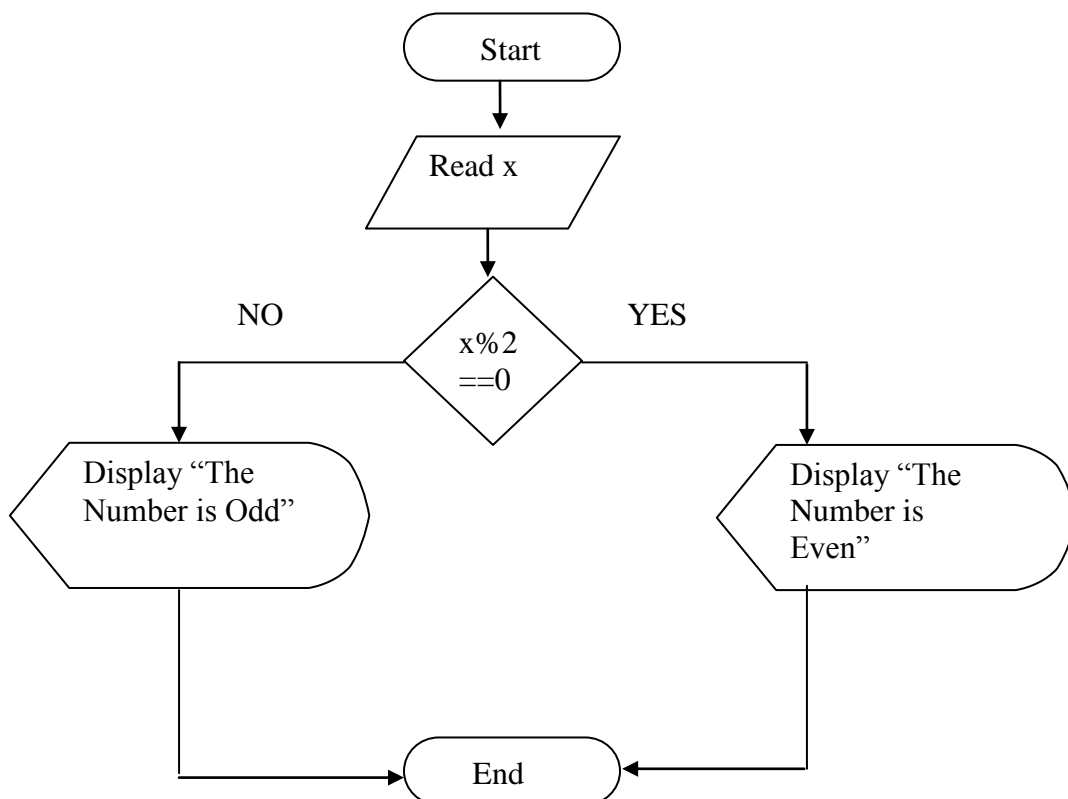 Start
Read x
NO
YES
x%2
==0
Display “The
Number is Odd”
Display “The
Number is
Even”
End